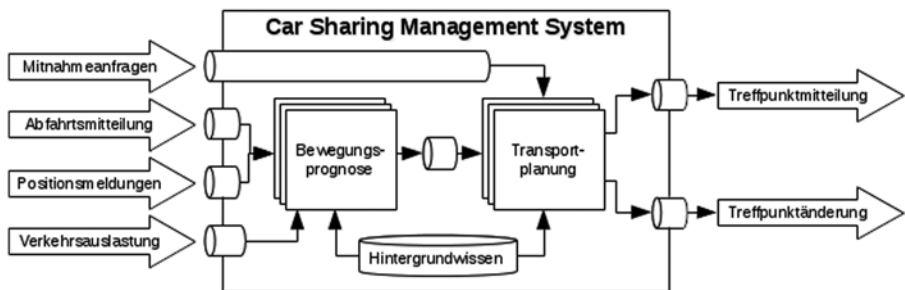 Car Sharing Management System
Mitnahmeanfragen
Abfahrtsmitteilung
Positionsmeldungen
Verkehrsauslastung
Bewegungs-
prognose
Transport-
planung
Hintergrundwissen
Treffpunktmitteilung
Treffpunktänderung